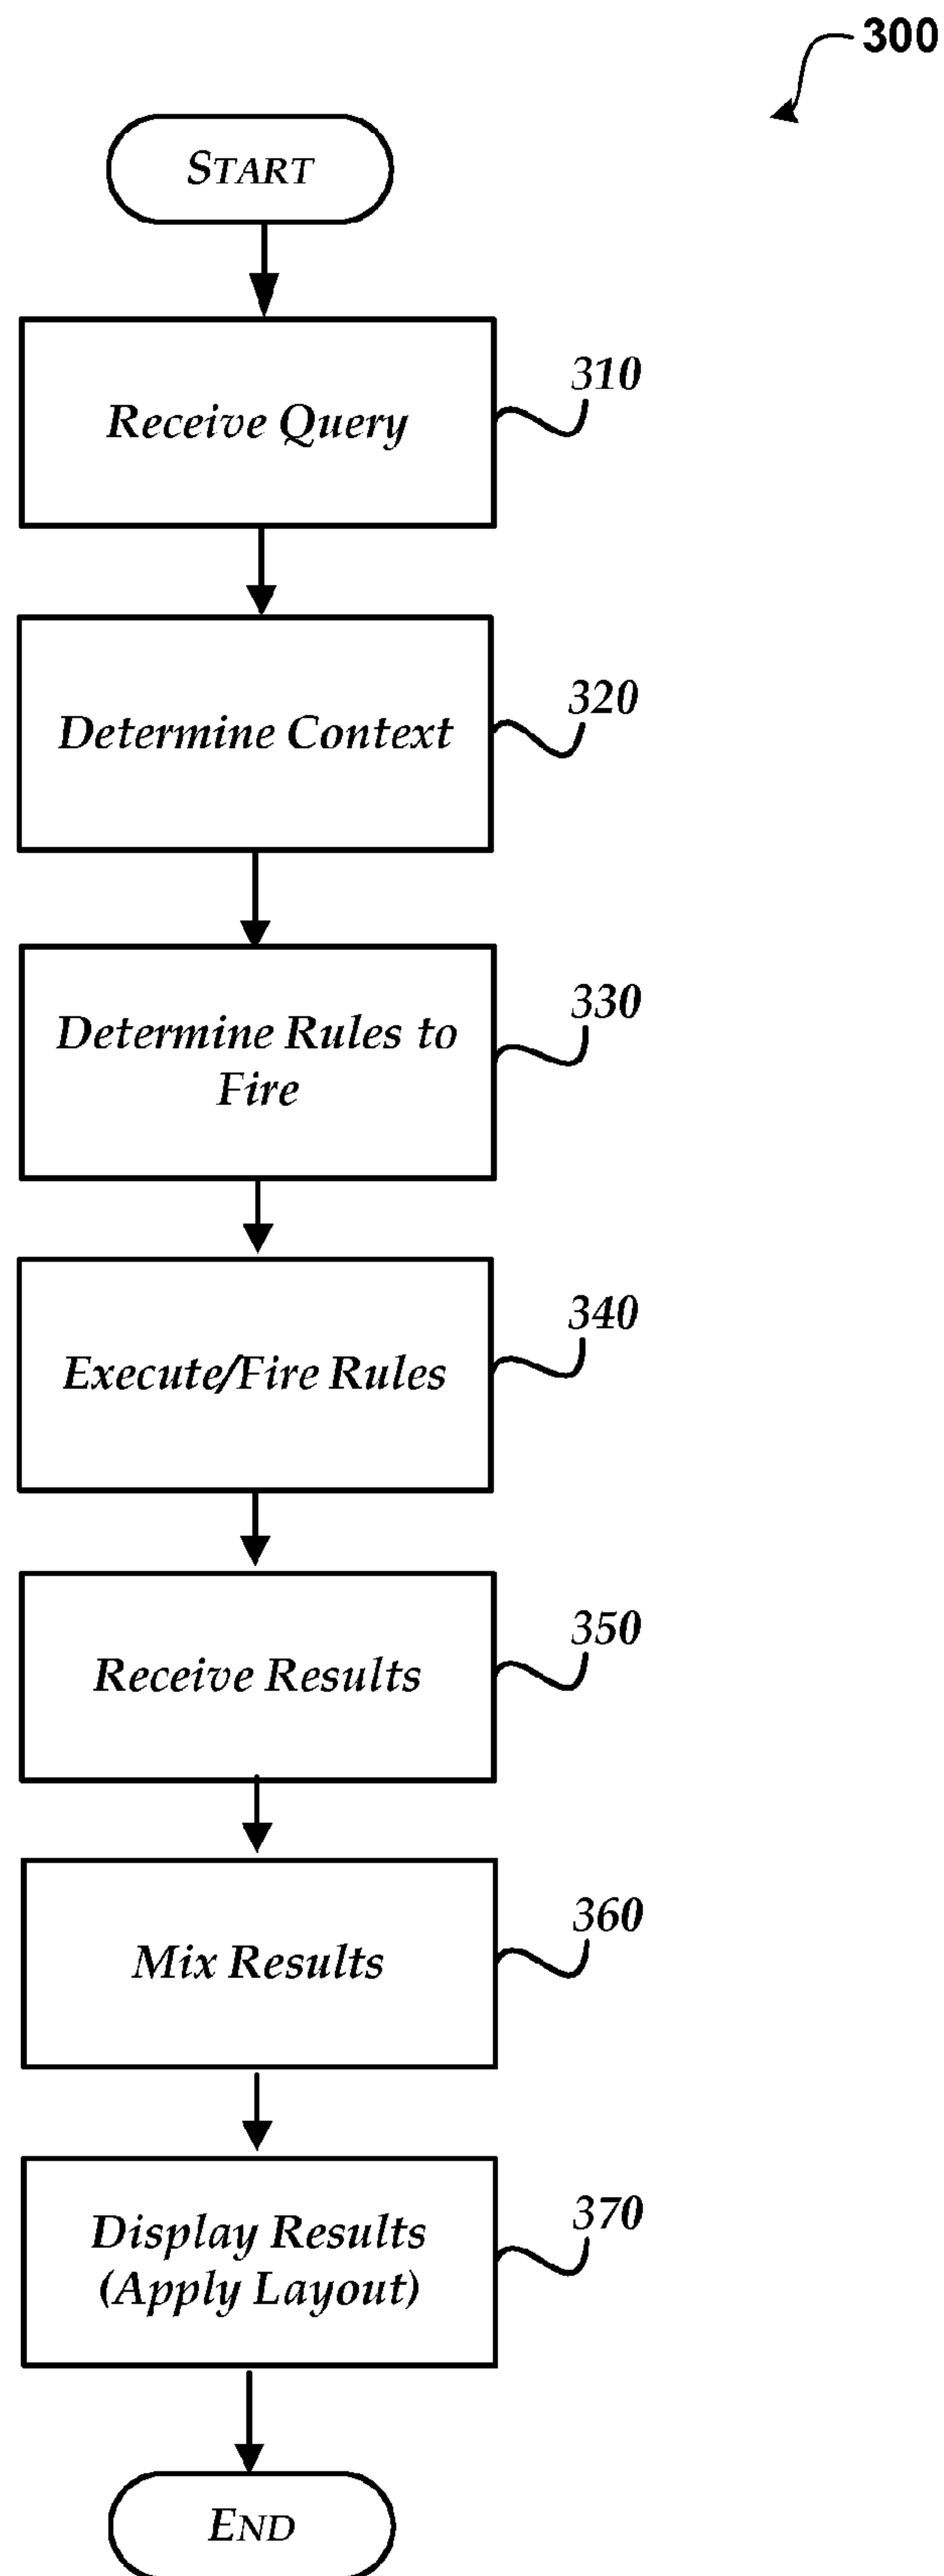 300
START
Receive Query
310
Determine Context
320
Determine Rules to
Fire
330
Execute/Fire Rules
340
Receive Results
350
Mix Results
360
Display Results
(Apply Layout)
370
END